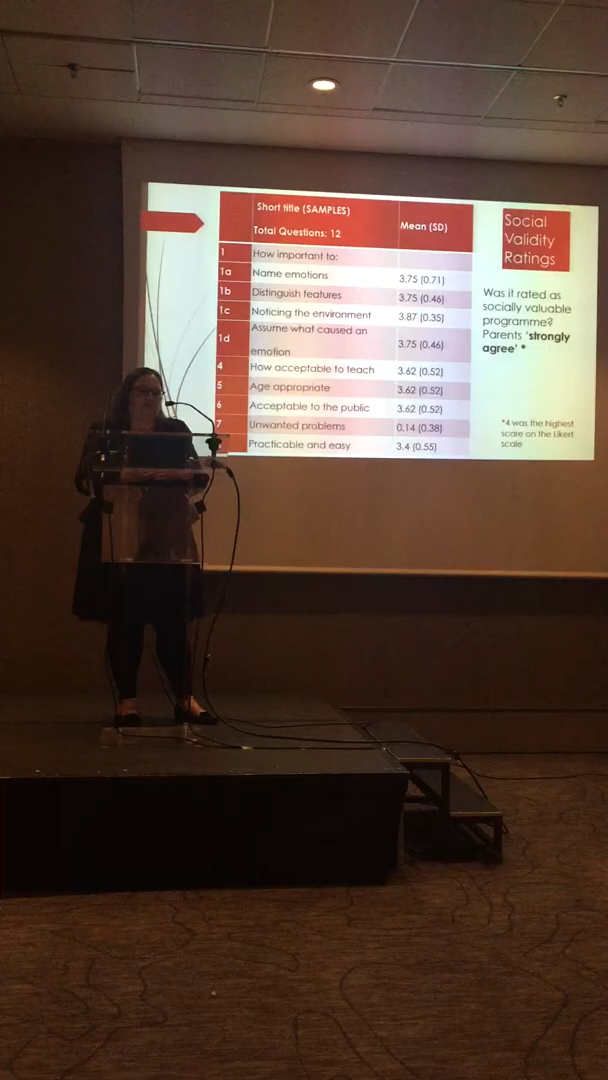 Short title (SAMPLES)
Total Questions: 12
Mean (SD)
1 How important to:
1a Name emotions 3.75 (0.71)
1b Distinguish features 3.75 (0.46)
1c Noticing the environment 3.87 (0.35)
1d Assume what caused an
emotion 3.75 (0.46)
4 How acceptable to teach 3.62 (0.52)
5 Age appropriate 3.62 (0.52)
6 Acceptable to the public 3.62 (0.52)
7 Unwanted problems 0.14 (0.38)
Practicable and easy 3.4 (0.55)
Social
Validity
Ratings
Was it rated as
socially valuable
programme?
Parents ‘strongly
agree’ *
*4 was the highest
score on the Likert
scale